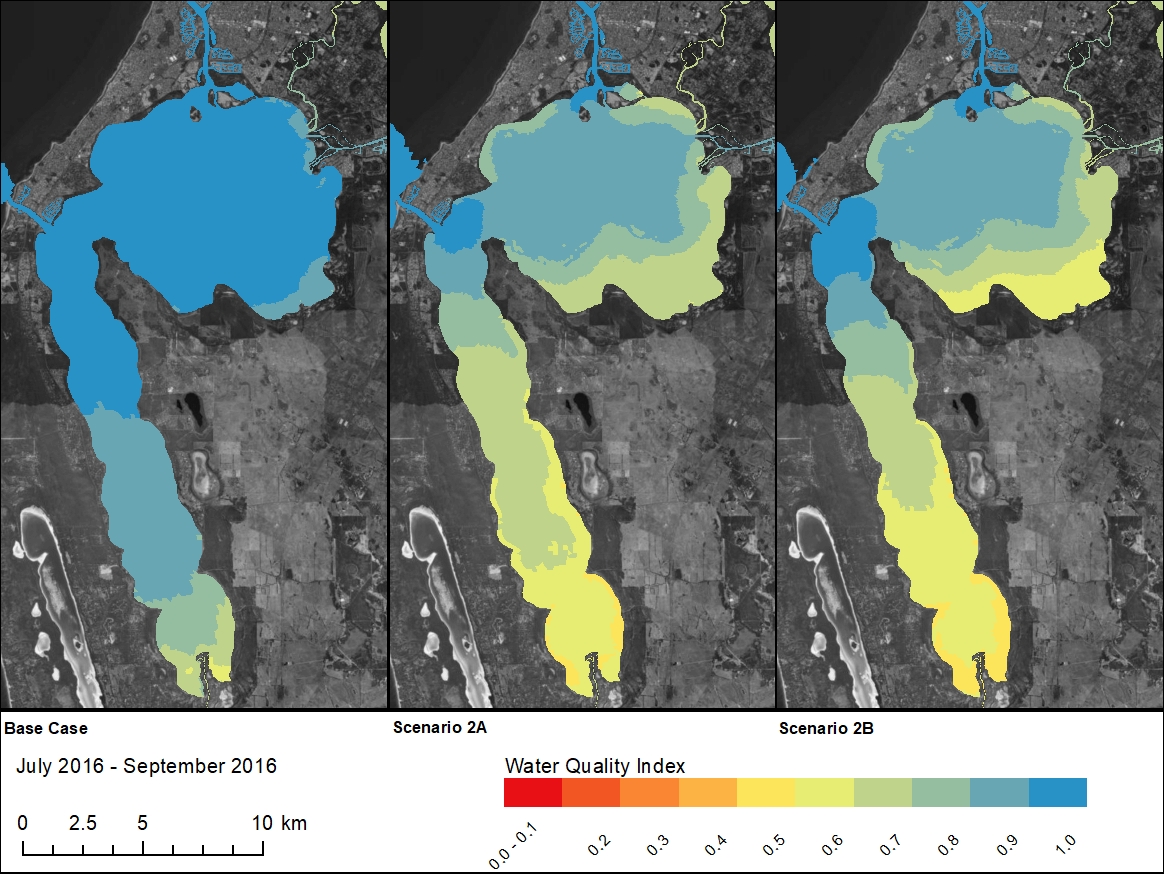 Base Case
Scenario 2A
Scenario 2B
July 2016 - September 2016
Water Quality Index
0 2.5 5 10 km
0.0 - 0.1 0.2 0.3 0.4 0.5 0.6 0.7 0.8 0.9 1.0